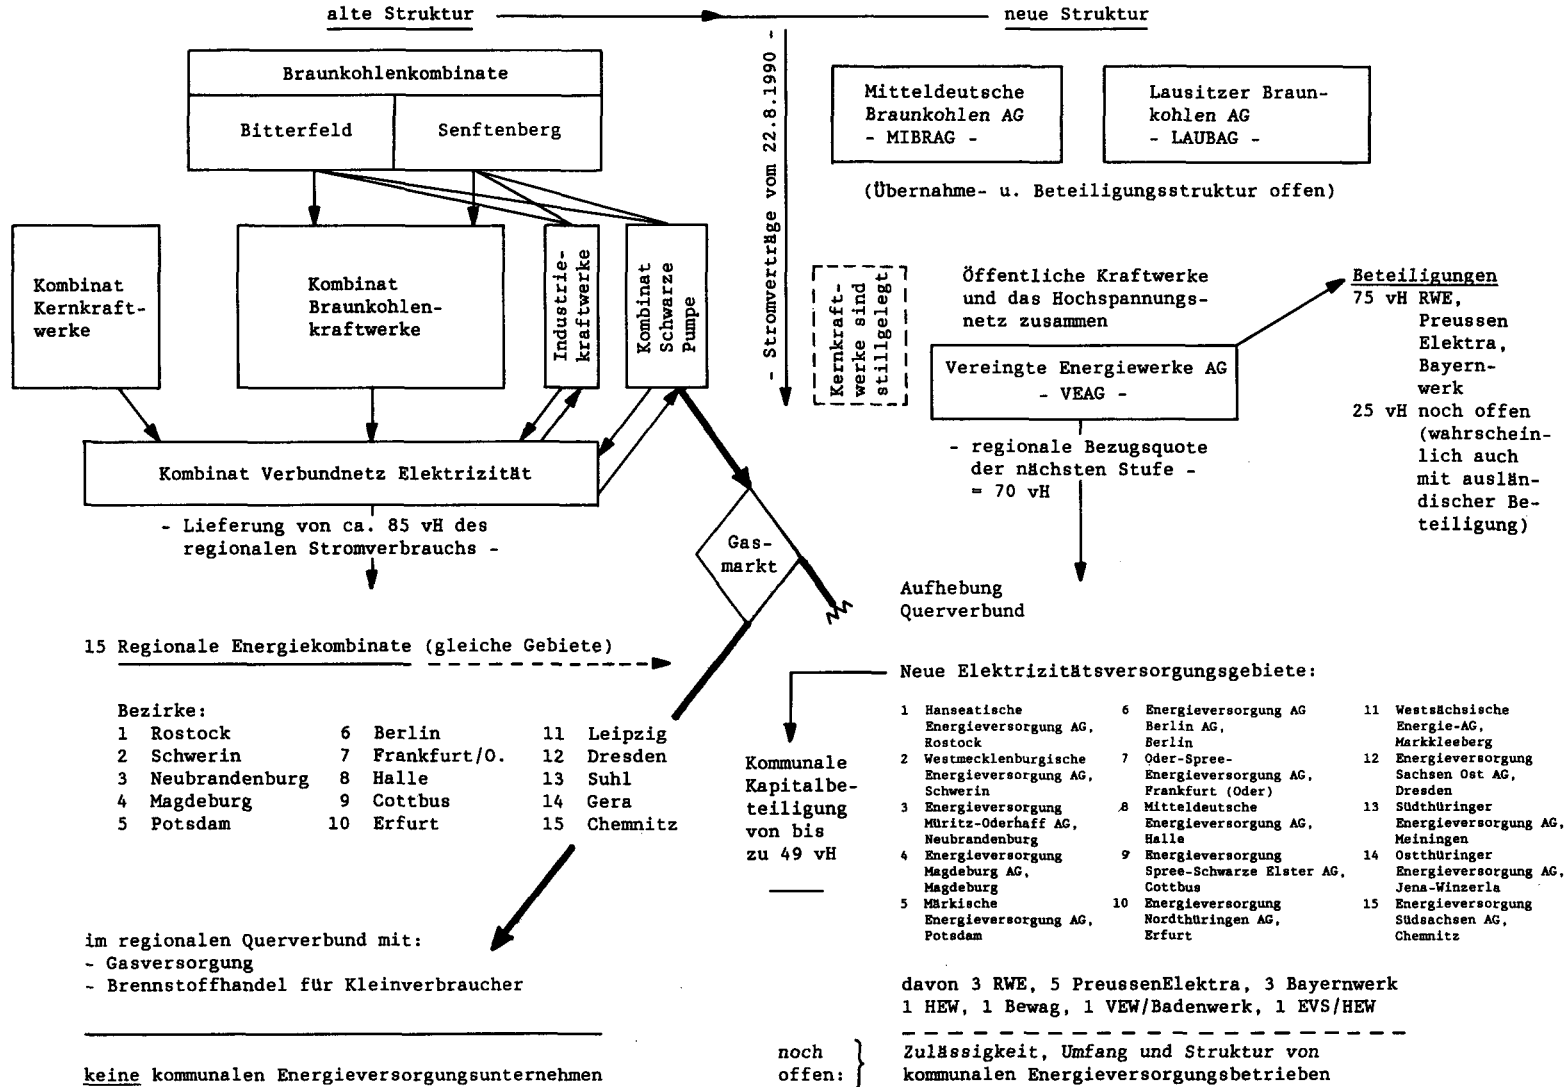 alte Struktur
neue Struktur
Braunkohlenkombinate
Bitterfeld
Senftenberg
Kombinat
Kernkraft-
werke
Kombinat
Braunkohlen-
kraftwerke
Industrie-
kraftwerke
Kombinat
Schwarze
Pumpe
Kombinat Verbundnetz Elektrizität
- Lieferung von ca. 85 vH des
regionalen Stromverbrauchs -
Gas-
markt
15 Regionale Energiekombinate (gleiche Gebiete)
Bezirke:
1 Rostock
2 Schwerin
3 Neubrandenburg
4 Magdeburg
5 Potsdam
6 Berlin
7 Frankfurt/O.
8 Halle
9 Cottbus
10 Erfurt
11 Leipzig
12 Dresden
13 Suhl
14 Gera
15 Chemnitz
im regionalen Querverbund mit:
- Gasversorgung
- Brennstoffhandel für Kleinverbraucher
keine kommunalen Energieversorgungsunternehmen
- Stromverträge vom 22.8.1990 -
Mitteldeutsche
Braunkohlen AG
- MIBRAG -
Lausitzer Braun-
kohlen AG
- LAUBAG -
(Übernahme- u. Beteiligungsstruktur offen)
Kernkraft-
werke sind
stillgelegt
Öffentliche Kraftwerke
und das Hochspannungs-
netz zusammen
Vereingte Energiewerke AG
- VEAG -
Beteiligungen
75 vH RWE,
Preussen
Elektra,
Bayern-
werk
25 vH noch offen
(wahrschein-
lich auch
mit auslän-
discher Be-
teiligung)
- regionale Bezugsquote
der nächsten Stufe -
= 70 vH
Aufhebung
Querverbund
Neue Elektrizitätsversorgungsgebiete:
Kommunale
Kapitalbe-
teiligung
von bis
zu 49 vH
1 Hanseatische
Energieversorgung AG,
Rostock
2 Westmecklenburgische
Energieversorgung AG,
Schwerin
3 Energieversorgung
Müritz-Oderhaff AG,
Neubrandenburg
4 Energieversorgung
Magdeburg AG,
Magdeburg
5 Märkische
Energieversorgung AG,
Potsdam
6 Energieversorgung AG
Berlin AG,
Berlin
7 Oder-Spree-
Energieversorgung AG,
Frankfurt (Oder)
8 Mitteldeutsche
Energieversorgung AG,
Halle
9 Energieversorgung
Spree-Schwarze Elster AG,
Cottbus
10 Energieversorgung
Nordthüringen AG,
Erfurt
11 Westsächsische
Energie-AG,
Markkleeberg
12 Energieversorgung
Sachsen Ost AG,
Dresden
13 Südthüringer
Energieversorgung AG,
Meiningen
14 Ostthüringer
Energieversorgung AG,
Jena-Winzerla
15 Energieversorgung
Südsachsen AG,
Chemnitz
davon 3 RWE, 5 PreussenElektra, 3 Bayernwerk
1 HEW, 1 Bewag, 1 VEW/Badenwerk, 1 EVS/HEW
noch
offen:
Zulässigkeit, Umfang und Struktur von
kommunalen Energieversorgungsbetrieben